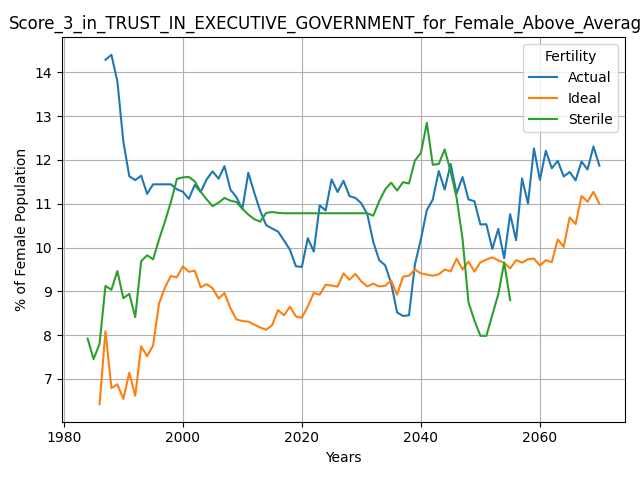 Score_3_in_TRUST_IN_EXECUTIVE_GOVERNMENT_for_Female_Above_Averag
Fertility
Actual
Ideal
Sterile
% of Female Population
14
13
12
11
10
9
8
7
1980
2000
2020
2040
2060
Years